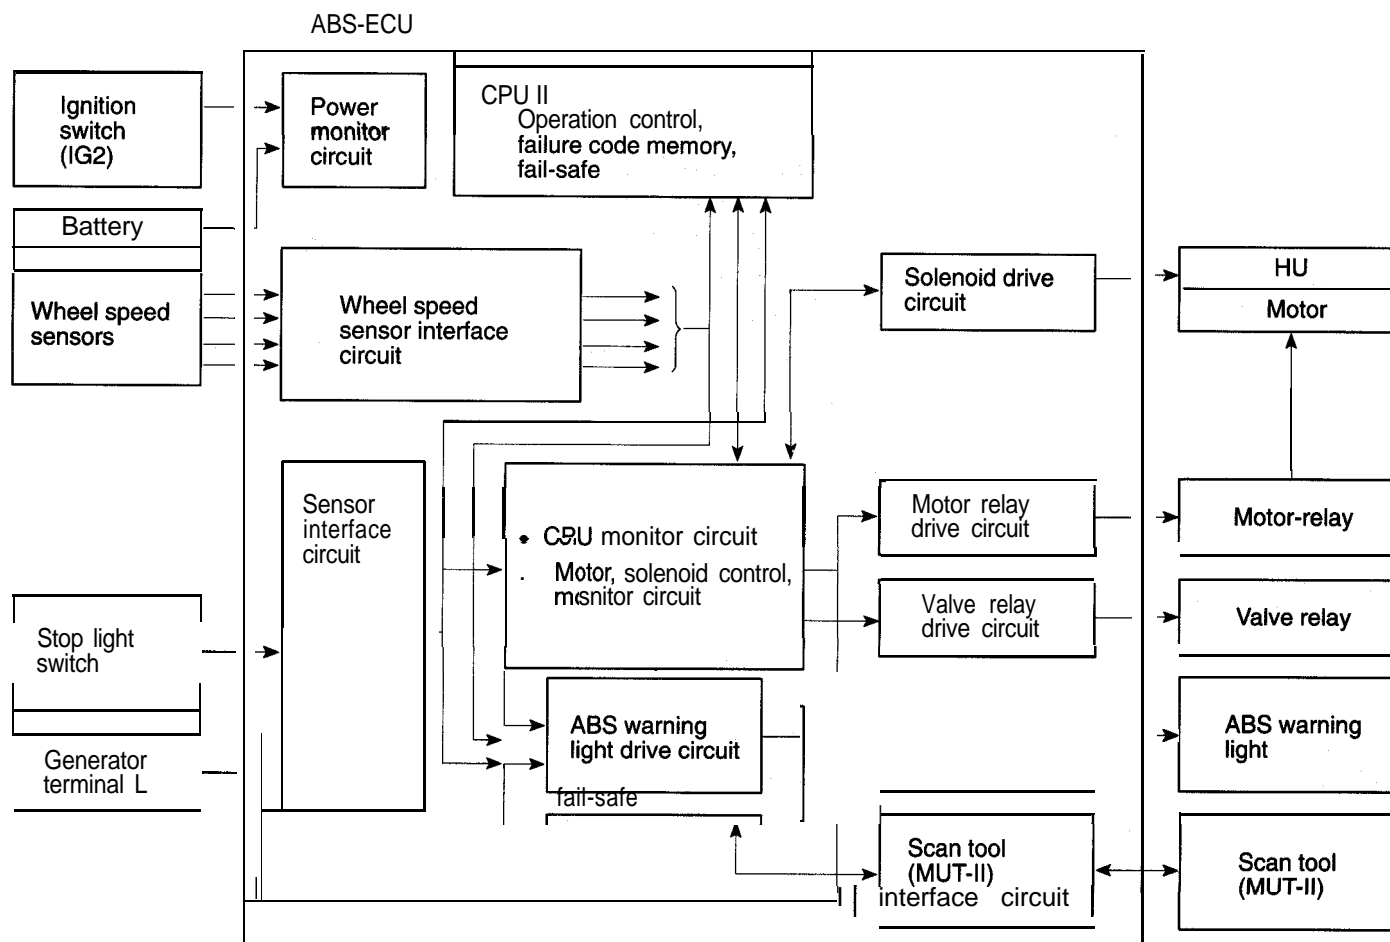 ABS-ECU
Ignition
switch
(IG2)
Power
monitor
circuit
CPU II
Operation control,
failure code memory,
fail-safe
Battery
Wheel speed
sensors
Wheel speed
sensor interface
circuit
Solenoid drive
circuit
HU
Motor
Sensor
interface
circuit
• CPU monitor circuit
. Motor, solenoid control,
monitor circuit
Motor relay
drive circuit
Motor-relay
Valve relay
drive circuit
Valve relay
Stop light
switch
Generator
terminal L
ABS warning
light drive circuit
fail-safe
ABS warning
light
Scan tool
(MUT-II)
interface circuit
Scan tool
(MUT-II)